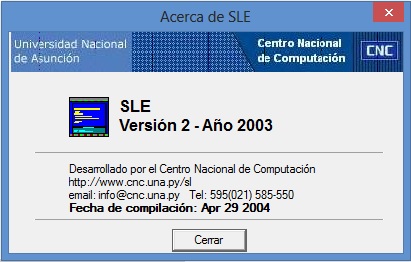 Acerca de SLE
Universidad Nacional
de Asunción
Centro Nacional
de Computación
CNC
SLE
Versión 2 - Año 2003
Desarrollado por el Centro Nacional de Computación
http://www.cnc.una.py/sl
email: info@cnc.una.py Tel: 595(021) 585-550
Fecha de compilación: Apr 29 2004
Cerrar